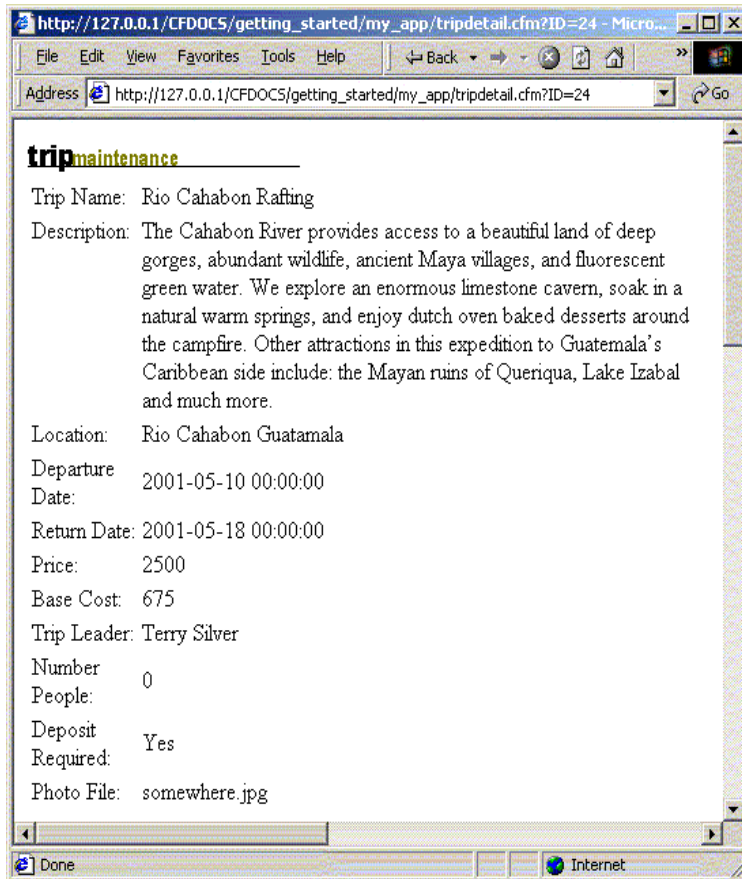 http://127.0.0.1/CFDOCS/getting_started/my_app/tripdetail.cfm?ID=24 - Micro...
File Edit View Favorites Tools Help Back »
Address http://127.0.0.1/CFDOCS/getting_started/my_app/tripdetail.cfm?ID=24 Go
tripmaintenance
Trip Name: Rio Cahabon Rafting
Description: The Cahabon River provides access to a beautiful land of deep
gorges, abundant wildlife, ancient Maya villages, and fluorescent
green water. We explore an enormous limestone cavern, soak in a
natural warm springs, and enjoy dutch oven baked desserts around
the campfire. Other attractions in this expedition to Guatemala's
Caribbean side include: the Mayan ruins of Queriqua, Lake Izabal
and much more.
Location: Rio Cahabon Guatamala
Departure
Date: 2001-05-10 00:00:00
Return Date: 2001-05-18 00:00:00
Price: 2500
Base Cost: 675
Trip Leader: Terry Silver
Number
People: 0
Deposit
Required: Yes
Photo File: somewhere.jpg
Done Internet